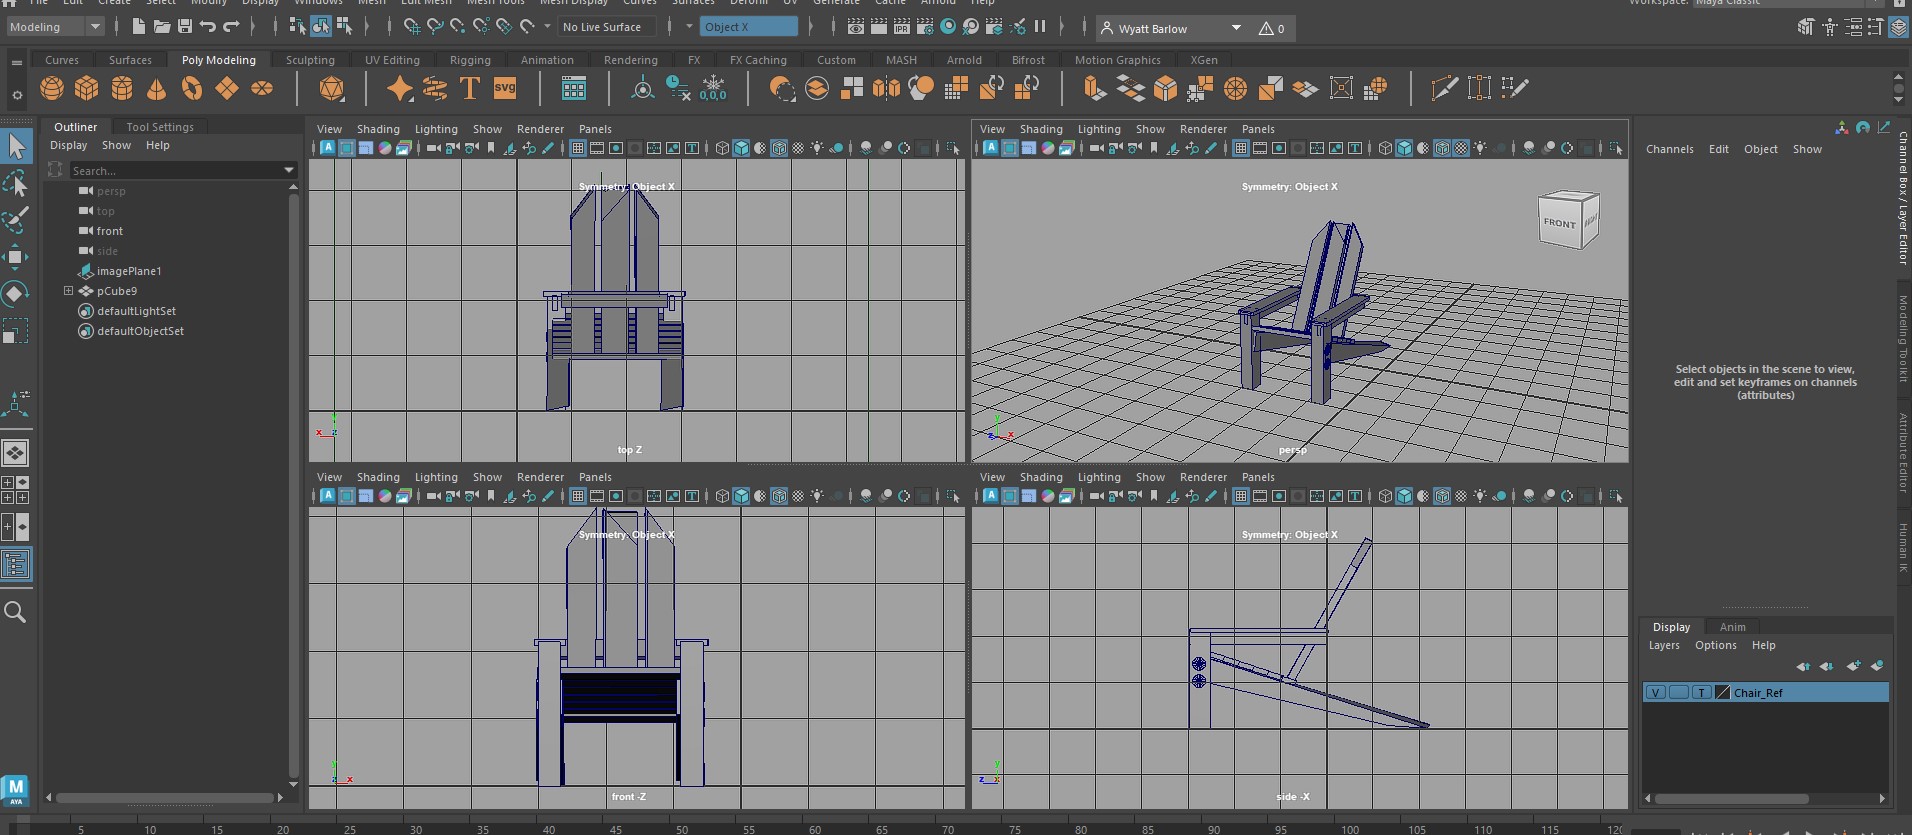 File Edit Create Select Modify Display Windows Mesh Edit Mesh Mesh Tools Mesh Display Curves Surfaces Deform UV Generate Cache Arnold Help
Workspace: Maya Classic
Modeling
No Live Surface
Object X
Wyatt Barlow
0
Curves Surfaces Poly Modeling Sculpting UV Editing Rigging Animation Rendering FX FX Caching Custom MASH Arnold Bifrost Motion Graphics XGen
SVG
0,0,0
IPR
Outliner Tool Settings
Display Show Help
Search...
persp
top
front
side
imagePlane1
pCube9
defaultLightSet
defaultObjectSet
View Shading Lighting Show Renderer Panels
Symmetry: Object X
top Z
View Shading Lighting Show Renderer Panels
Symmetry: Object X
FRONT
persp
View Shading Lighting Show Renderer Panels
Symmetry: Object X
front -Z
View Shading Lighting Show Renderer Panels
Symmetry: Object X
side -X
Channels Edit Object Show
Select objects in the scene to view,
edit and set keyframes on channels
(attributes)
Channel Box / Layer Editor
Modeling Toolkit
Attribute Editor
Human IK
Display Anim
Layers Options Help
V T Chair_Ref
M
AYA
5 10 15 20 25 30 35 40 45 50 55 60 65 70 75 80 85 90 95 100 105 110 115